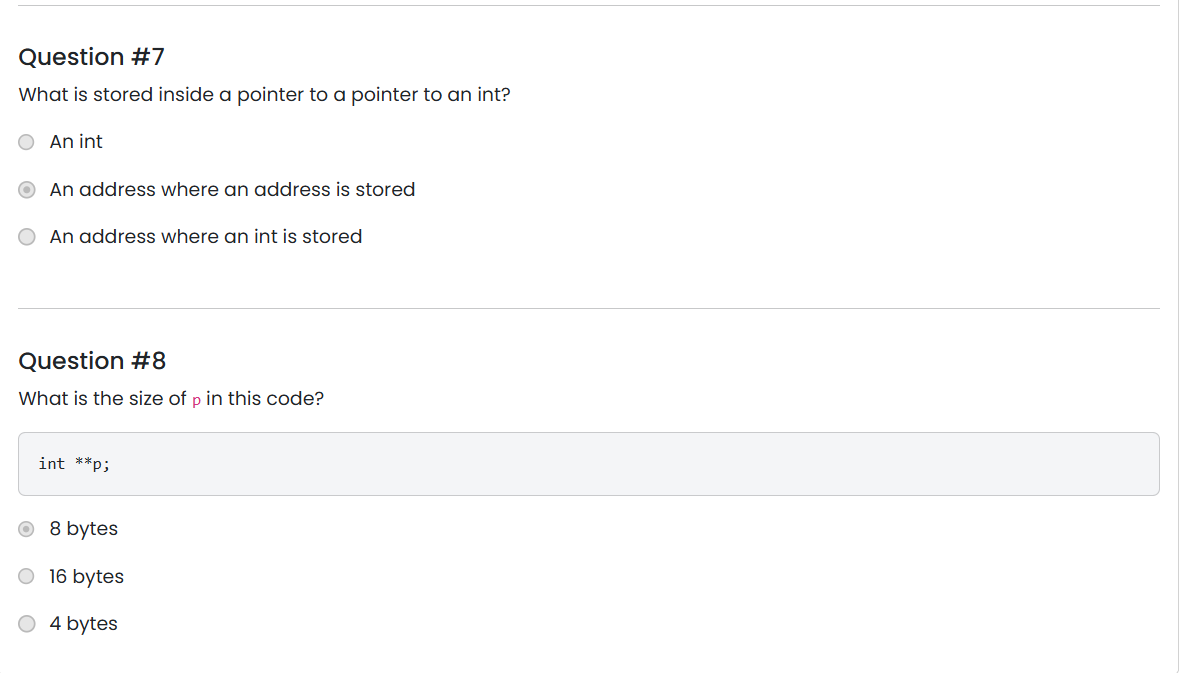 Question #7
What is stored inside a pointer to a pointer to an int?
An int
An address where an address is stored
An address where an int is stored
Question #8
What is the size of p in this code?
int **p;
8 bytes
16 bytes
4 bytes